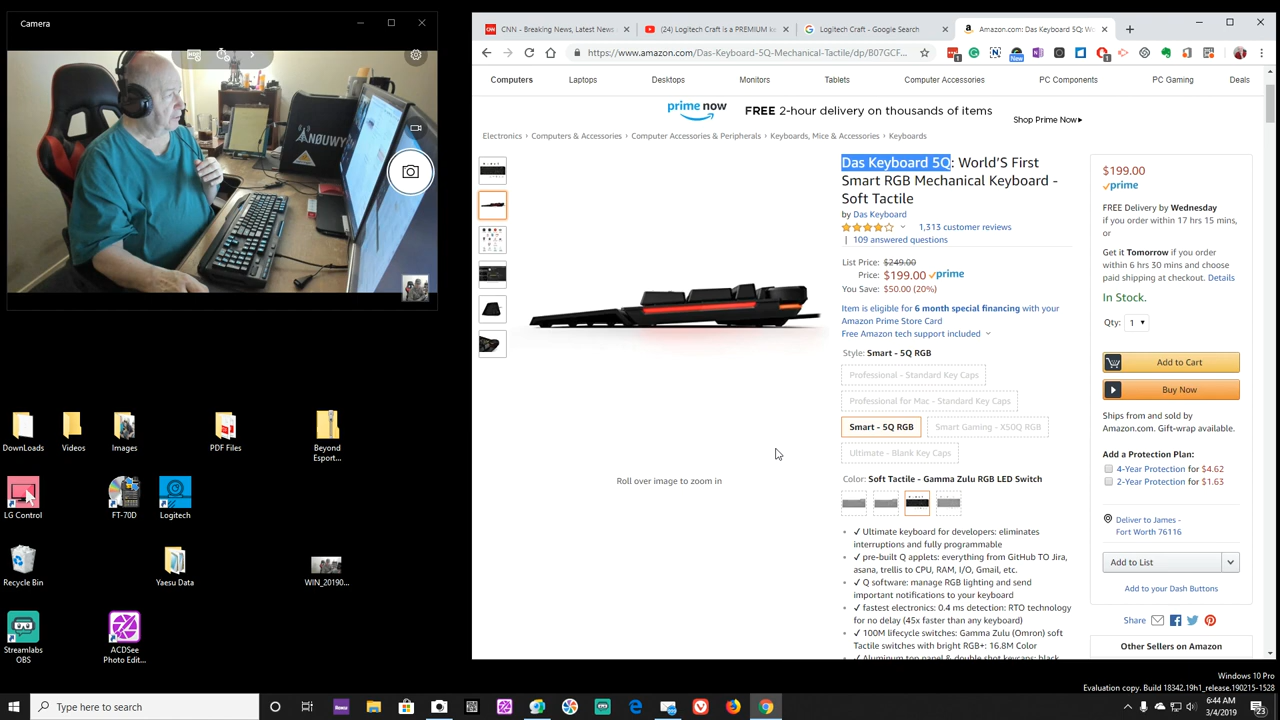 Camera
ANØUWY
DownLoads
Videos
Images
PDF Files
Beyond
Esport...
LG Control
FT-70D
Logitech
Recycle Bin
Yaesu Data
WIN_20190...
Streamlabs
OBS
ACDSee
Photo Edit...
CNN - Breaking News, Latest News
(24) Logitech Craft is a PREMIUM ke
Logitech Craft - Google Search
Amazon.com: Das Keyboard 5Q: W
https://www.amazon.com/Das-Keyboard-5Q-Mechanical-Tactile/dp/B07GCF...
Computers
Laptops
Desktops
Monitors
Tablets
Computer Accessories
PC Components
PC Gaming
Deals
prime now
FREE 2-hour delivery on thousands of items
Shop Prime Now▸
Electronics › Computers & Accessories › Computer Accessories & Peripherals › Keyboards, Mice & Accessories › Keyboards
Das Keyboard 5Q: World'S First
Smart RGB Mechanical Keyboard -
Soft Tactile
by Das Keyboard
1,313 customer reviews
| 109 answered questions
List Price: $249.00
Price: $199.00 prime
You Save: $50.00 (20%)
Item is eligible for 6 month special financing with your
Amazon Prime Store Card
Free Amazon tech support included
Style: Smart - 5Q RGB
Professional - Standard Key Caps
Professional for Mac - Standard Key Caps
Smart - 5Q RGB
Smart Gaming - X50Q RGB
Ultimate - Blank Key Caps
Color: Soft Tactile - Gamma Zulu RGB LED Switch
Roll over image to zoom in
• ✓ Ultimate keyboard for developers: eliminates
interruptions and fully programmable
• ✓ pre-built Q applets: everything from GitHub TO Jira,
asana, trellis to CPU, RAM, I/O, Gmail, etc.
• ✓ Q software: manage RGB lighting and send
important notifications to your keyboard
• ✓ fastest electronics: 0.4 ms detection: RTO technology
for no delay (45x faster than any keyboard)
• ✓ 100M lifecycle switches: Gamma Zulu (Omron) soft
Tactile switches with bright RGB+: 16.8M Color
• ✓ Aluminum top panel & double shot keycaps: black
$199.00
prime
FREE Delivery by Wednesday
if you order within 17 hrs 15 mins,
or
Get it Tomorrow if you order
within 6 hrs 30 mins and choose
paid shipping at checkout. Details
In Stock.
Qty: 1
Add to Cart
Buy Now
Ships from and sold by
Amazon.com. Gift-wrap available.
Add a Protection Plan:
4-Year Protection for $4.62
2-Year Protection for $1.63
Deliver to James -
Fort Worth 76116
Add to List
Add to your Dash Buttons
Share
Other Sellers on Amazon
Windows 10 Pro
Evaluation copy. Build 18342.19h1_release.190215-1528
Type here to search
Roku
6:44 AM
3/4/2019
23